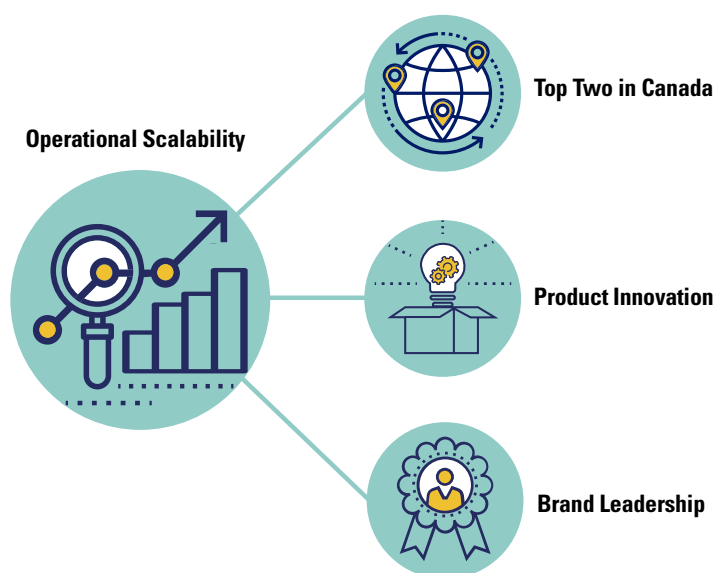 Top Two in Canada
Operational Scalability
Product Innovation
Brand Leadership